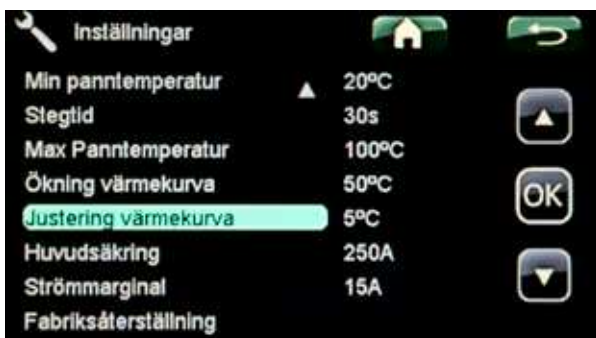 Inställningar
Min panntemperatur 20ºC
Stegtid 30s
Max Panntemperatur 100ºC
Ökning värmekurva 50ºC
Justering värmekurva 5ºC
OK
Huvudsäkring 250A
Strömmarginal 15A
Fabriksåterställning